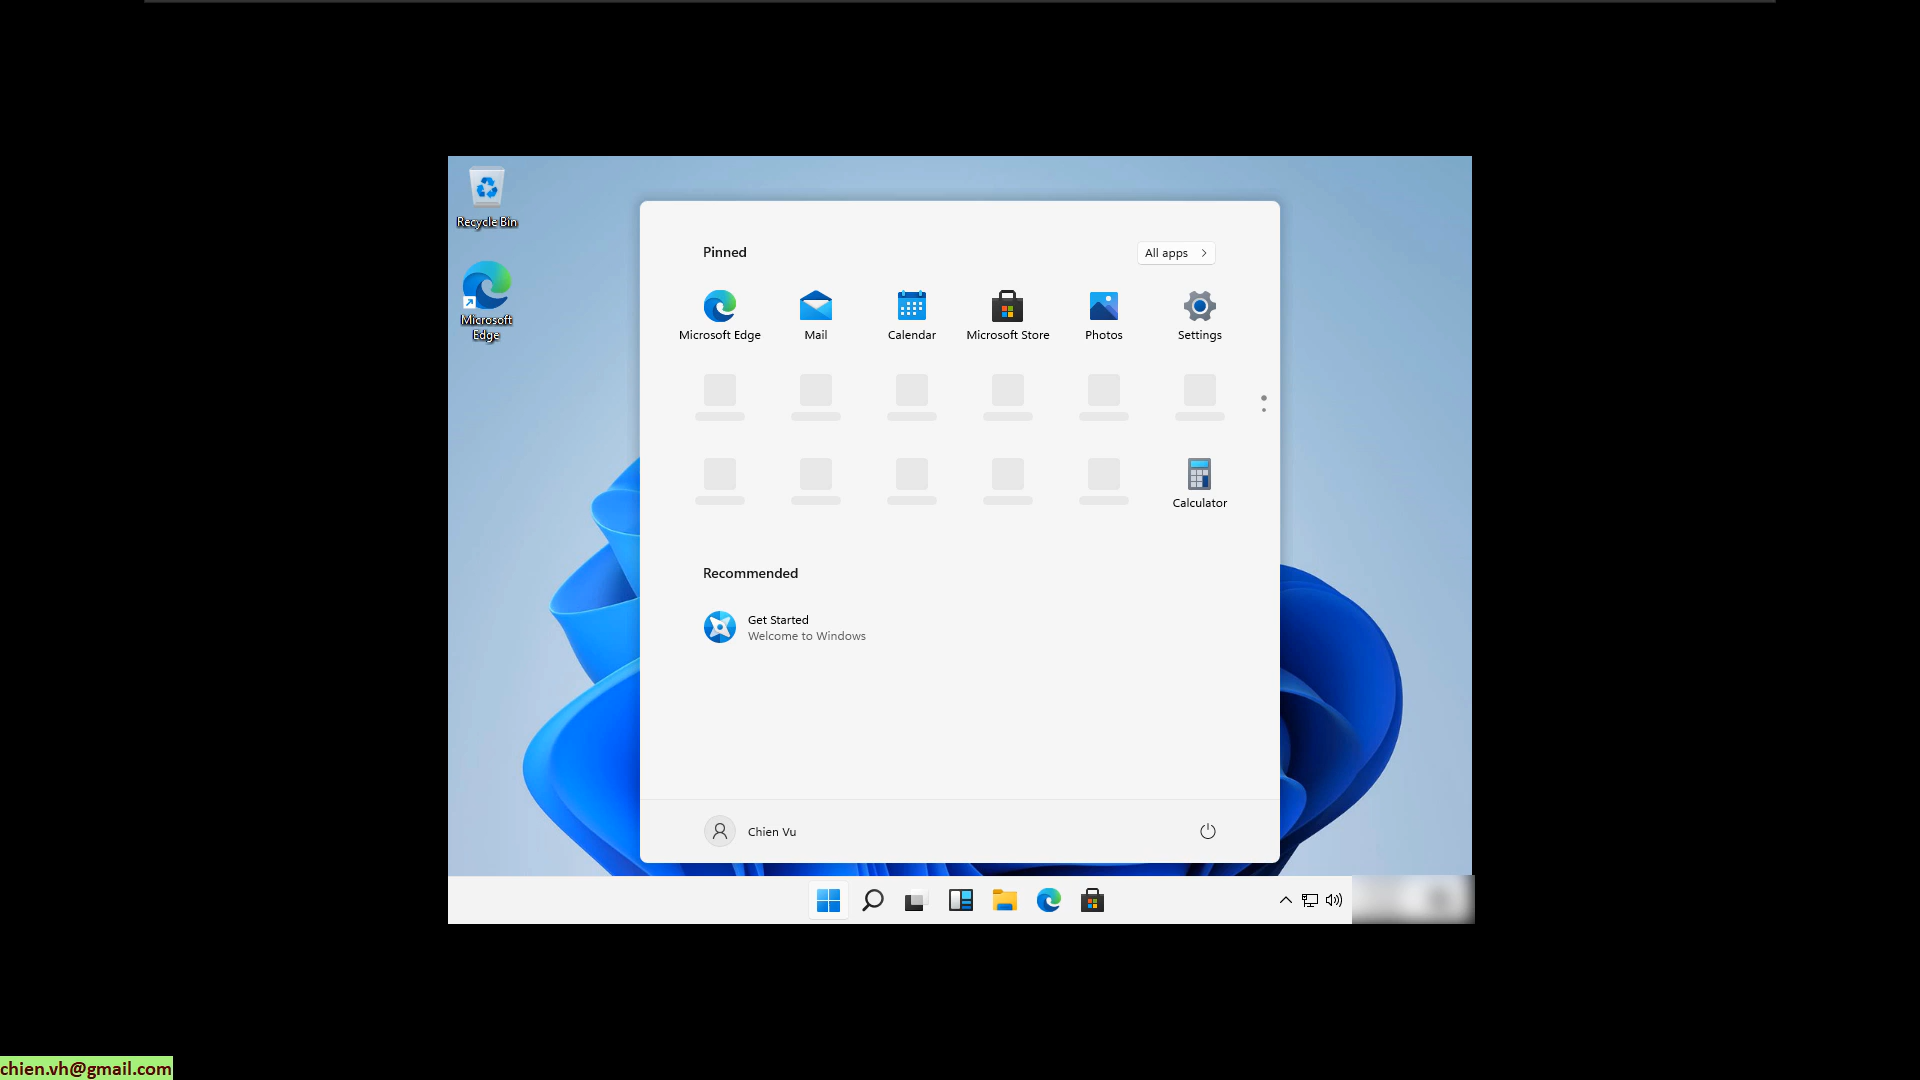 Recycle Bin
Microsoft
Edge
Pinned
All apps
Microsoft Edge
Mail
Calendar
Microsoft Store
Photos
Settings
Calculator
Recommended
Get Started
Welcome to Windows
Chien Vu
chien.vh@gmail.com